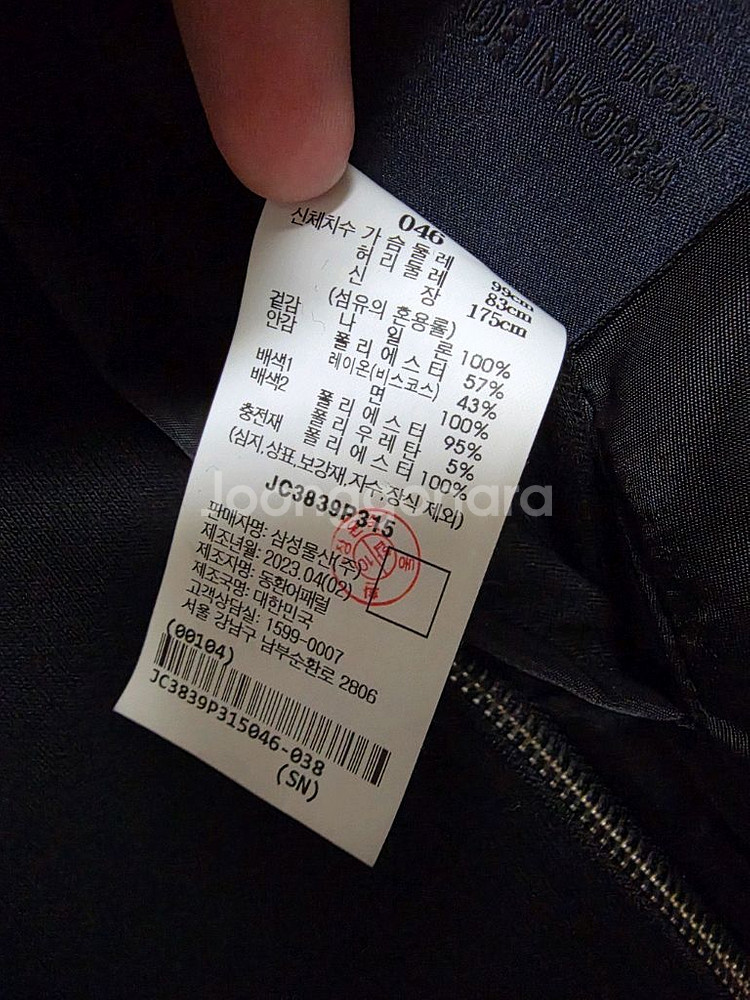 MADE IN KOREA
046
신체치수 가슴둘레 99cm
허리둘레 83cm
신 장 175cm
(섬유의 혼용률)
겉감 나 일 론 100%
안감 폴리에스터 57%
레이온(비스코스) 43%
배색1 면 100%
배색2 폴리에스터 95%
폴리우레탄 5%
충전재 폴리에스터 100%
(심지,상표,보강재,자수,장식 제외)
JC3839P315
판매자명: 삼성물산(주)
제조년월: 2023.04(02)
제조자명: 동환어패럴
제조국명: 대한민국
고객상담실: 1599-0007
서울 강남구 남부순환로 2806
(00104)
JC3839P315046-038
(SN)
Joonggonara